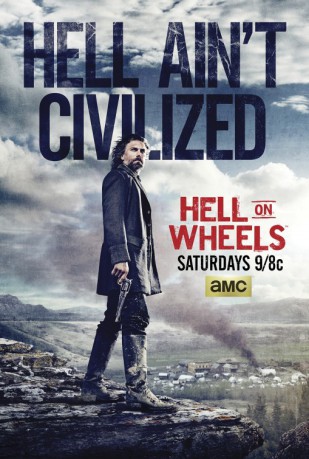 HELL AIN'T
CIVILIZED
HELL ON
WHEELS
SATURDAYS 9/8c
amc